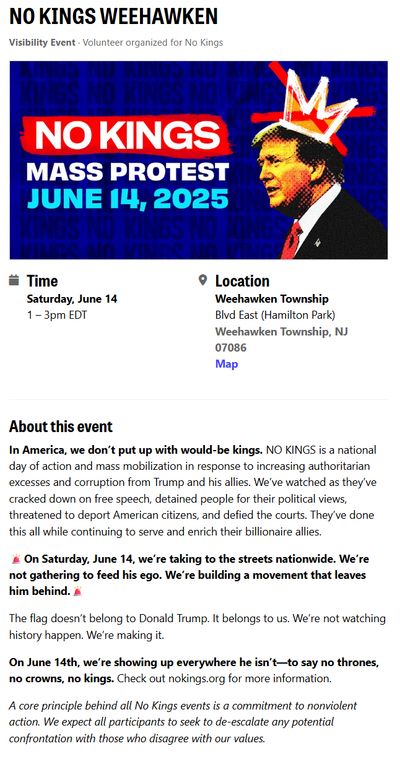 NO KINGS WEEHAWKEN
Visibility Event · Volunteer organized for No Kings
NO KINGS
MASS PROTEST
JUNE 14, 2025
Time
Saturday, June 14
1 – 3pm EDT
Location
Weehawken Township
Blvd East (Hamilton Park)
Weehawken Township, NJ
07086
Map
About this event
In America, we don’t put up with would-be kings. NO KINGS is a national
day of action and mass mobilization in response to increasing authoritarian
excesses and corruption from Trump and his allies. We’ve watched as they’ve
cracked down on free speech, detained people for their political views,
threatened to deport American citizens, and defied the courts. They’ve done
this all while continuing to serve and enrich their billionaire allies.
🚨On Saturday, June 14, we’re taking to the streets nationwide. We’re
not gathering to feed his ego. We’re building a movement that leaves
him behind.🚨
The flag doesn’t belong to Donald Trump. It belongs to us. We’re not watching
history happen. We’re making it.
On June 14th, we’re showing up everywhere he isn’t—to say no thrones,
no crowns, no kings. Check out nokings.org for more information.
A core principle behind all No Kings events is a commitment to nonviolent
action. We expect all participants to seek to de-escalate any potential
confrontation with those who disagree with our values.